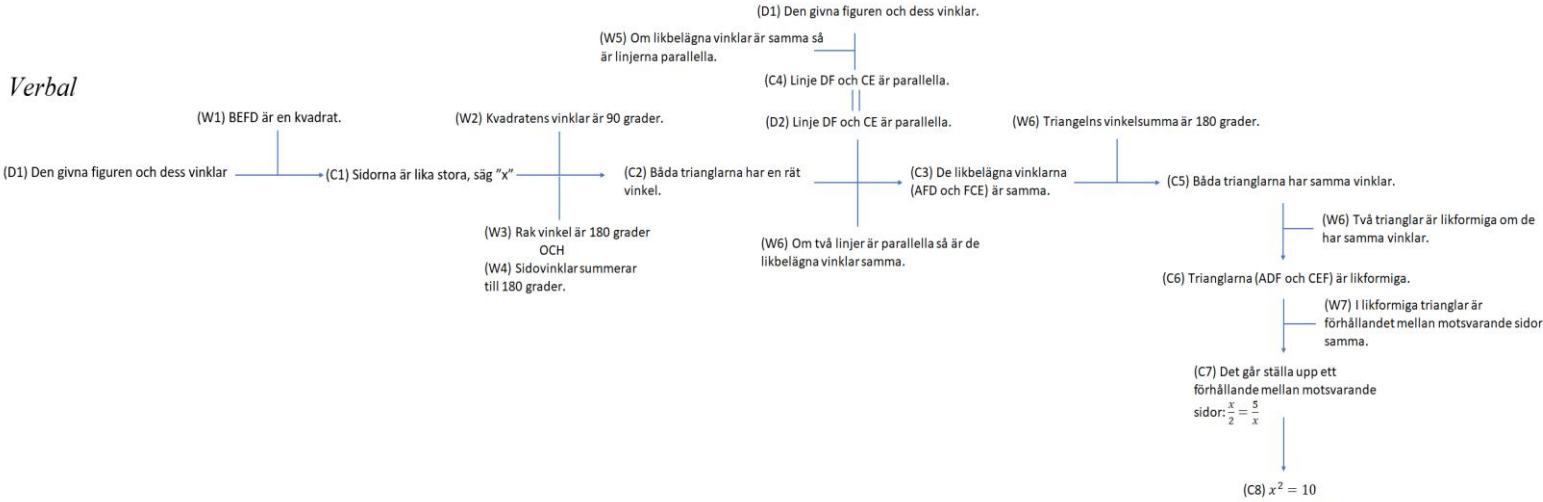 (D1) Den givna figuren och dess vinklar.
(W5) Om likbelägna vinklar är samma så
är linjerna parallella.
(C4) Linje DF och CE är parallella.
Verbal
(W1) BEFD är en kvadrat.
(W2) Kvadratens vinklar är 90 grader.
(D2) Linje DF och CE är parallella.
(W6) Triangelns vinkelsumma är 180 grader.
(D1) Den givna figuren och dess vinklar
(C1) Sidorna är lika stora, säg ”x”
(C2) Båda trianglarna har en rät
vinkel.
(C3) De likbelägna vinklarna
(AFD och FCE) är samma.
(C5) Båda trianglarna har samma vinklar.
(W3) Rak vinkel är 180 grader
OCH
(W4) Sidovinklar summerar
till 180 grader.
(W6) Om två linjer är parallella så är de
likbelägna vinklar samma.
(W6) Två trianglar är likformiga om de
har samma vinklar.
(C6) Trianglarna (ADF och CEF) är likformiga.
(W7) I likformiga trianglar är
förhållandet mellan motsvarande sidor
samma.
(C7) Det går ställa upp ett
förhållande mellan motsvarande
sidor: x/2 = 5/x
(C8) x² = 10